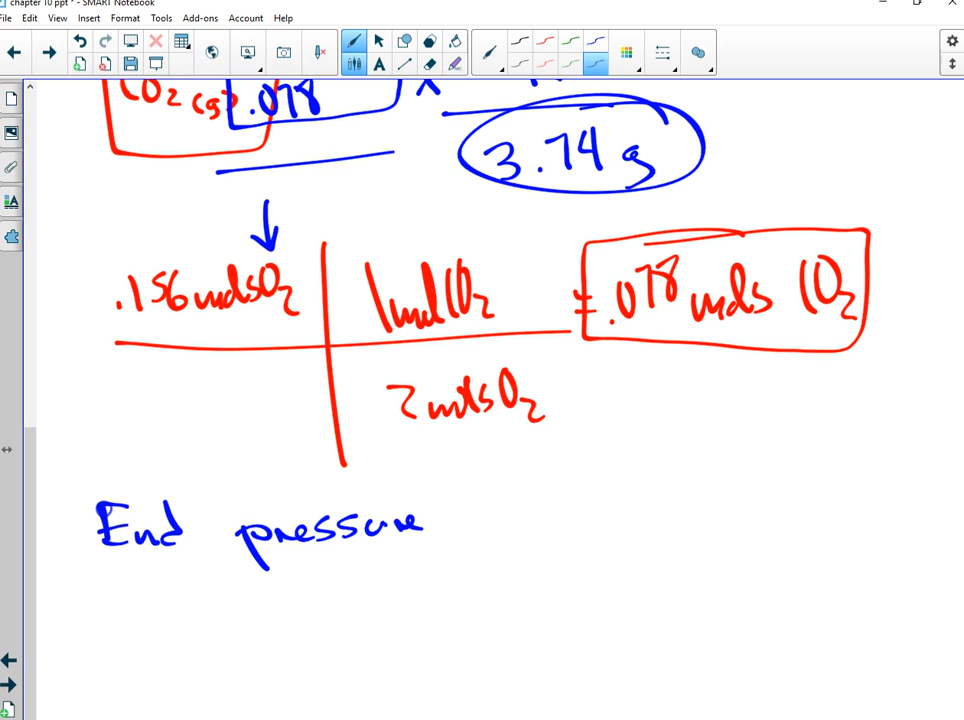 chapter 10 ppt * - SMART Notebook
File Edit View Insert Format Tools Add-ons Account Help
CO2 (g) .078 x
3.74 g
.156 mols O2 1 mol CO2 = .078 mols CO2
2 mols O2
End pressure